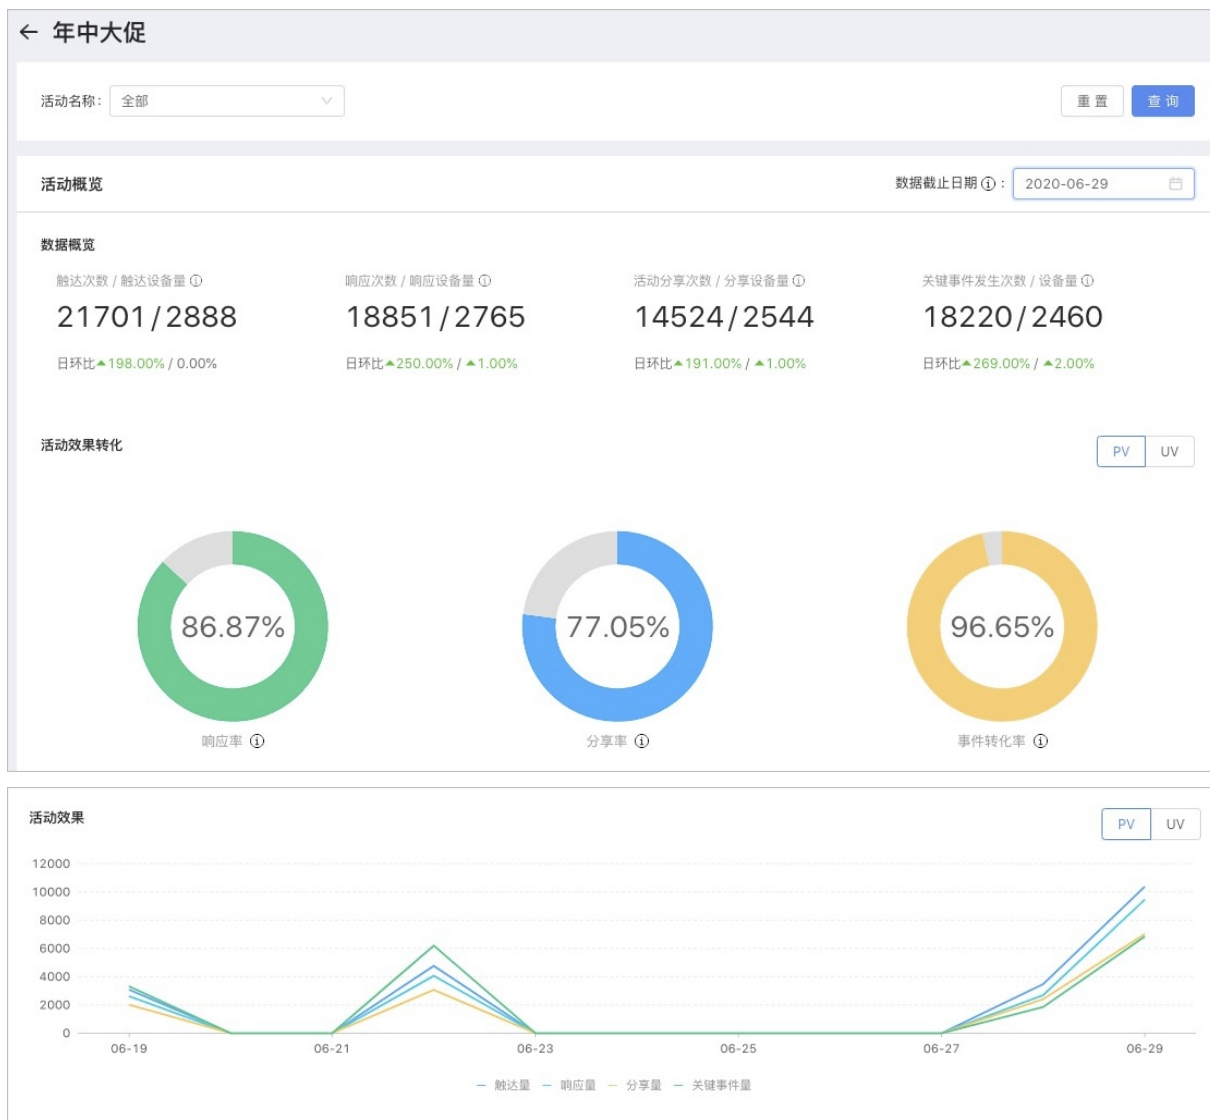 ← 年中大促
活动名称： 全部 重 置 查 询
活动概览 数据截止日期 ⓘ ： 2020-06-29
数据概览
触达次数 / 触达设备量 ⓘ 响应次数 / 响应设备量 ⓘ 活动分享次数 / 分享设备量 ⓘ 关键事件发生次数 / 设备量 ⓘ
21701/2888 18851/2765 14524/2544 18220/2460
日环比▲198.00% / 0.00% 日环比▲250.00% / ▲1.00% 日环比▲191.00% / ▲1.00% 日环比▲269.00% / ▲2.00%
活动效果转化 PV UV
86.87% 77.05% 96.65%
响应率 ⓘ 分享率 ⓘ 事件转化率 ⓘ
活动效果 PV UV
12000
10000
8000
6000
4000
2000
0
06-19 06-21 06-23 06-25 06-27 06-29
触达量 响应量 分享量 关键事件量